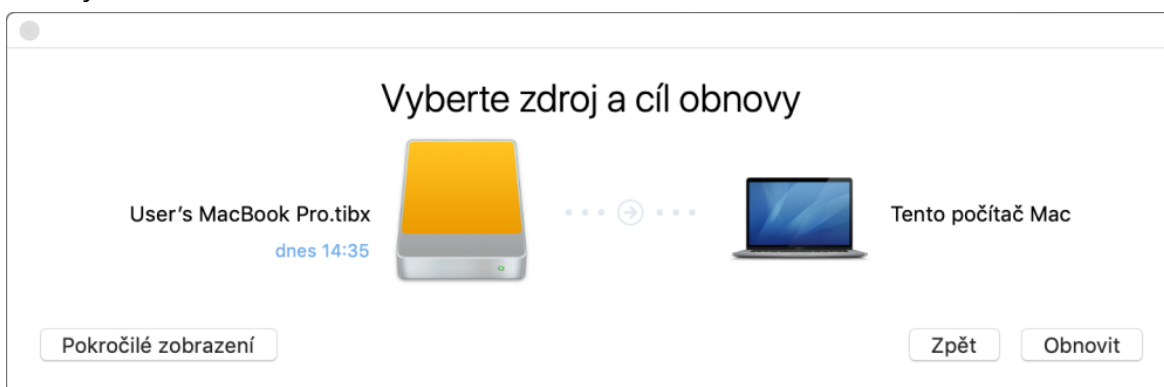 Vyberte zdroj a cíl obnovy
User's MacBook Pro.tibx
dnes 14:35
Tento počítač Mac
Pokročilé zobrazení
Zpět
Obnovit